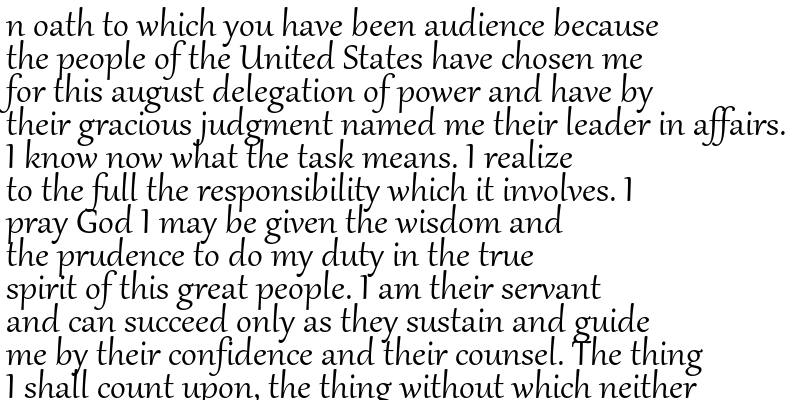 n oath to which you have been audience because
the people of the United States have chosen me
for this august delegation of power and have by
their gracious judgment named me their leader in affairs.
I know now what the task means. I realize
to the full the responsibility which it involves. I
pray God I may be given the wisdom and
the prudence to do my duty in the true
spirit of this great people. I am their servant
and can succeed only as they sustain and guide
me by their confidence and their counsel. The thing
I shall count upon, the thing without which neither